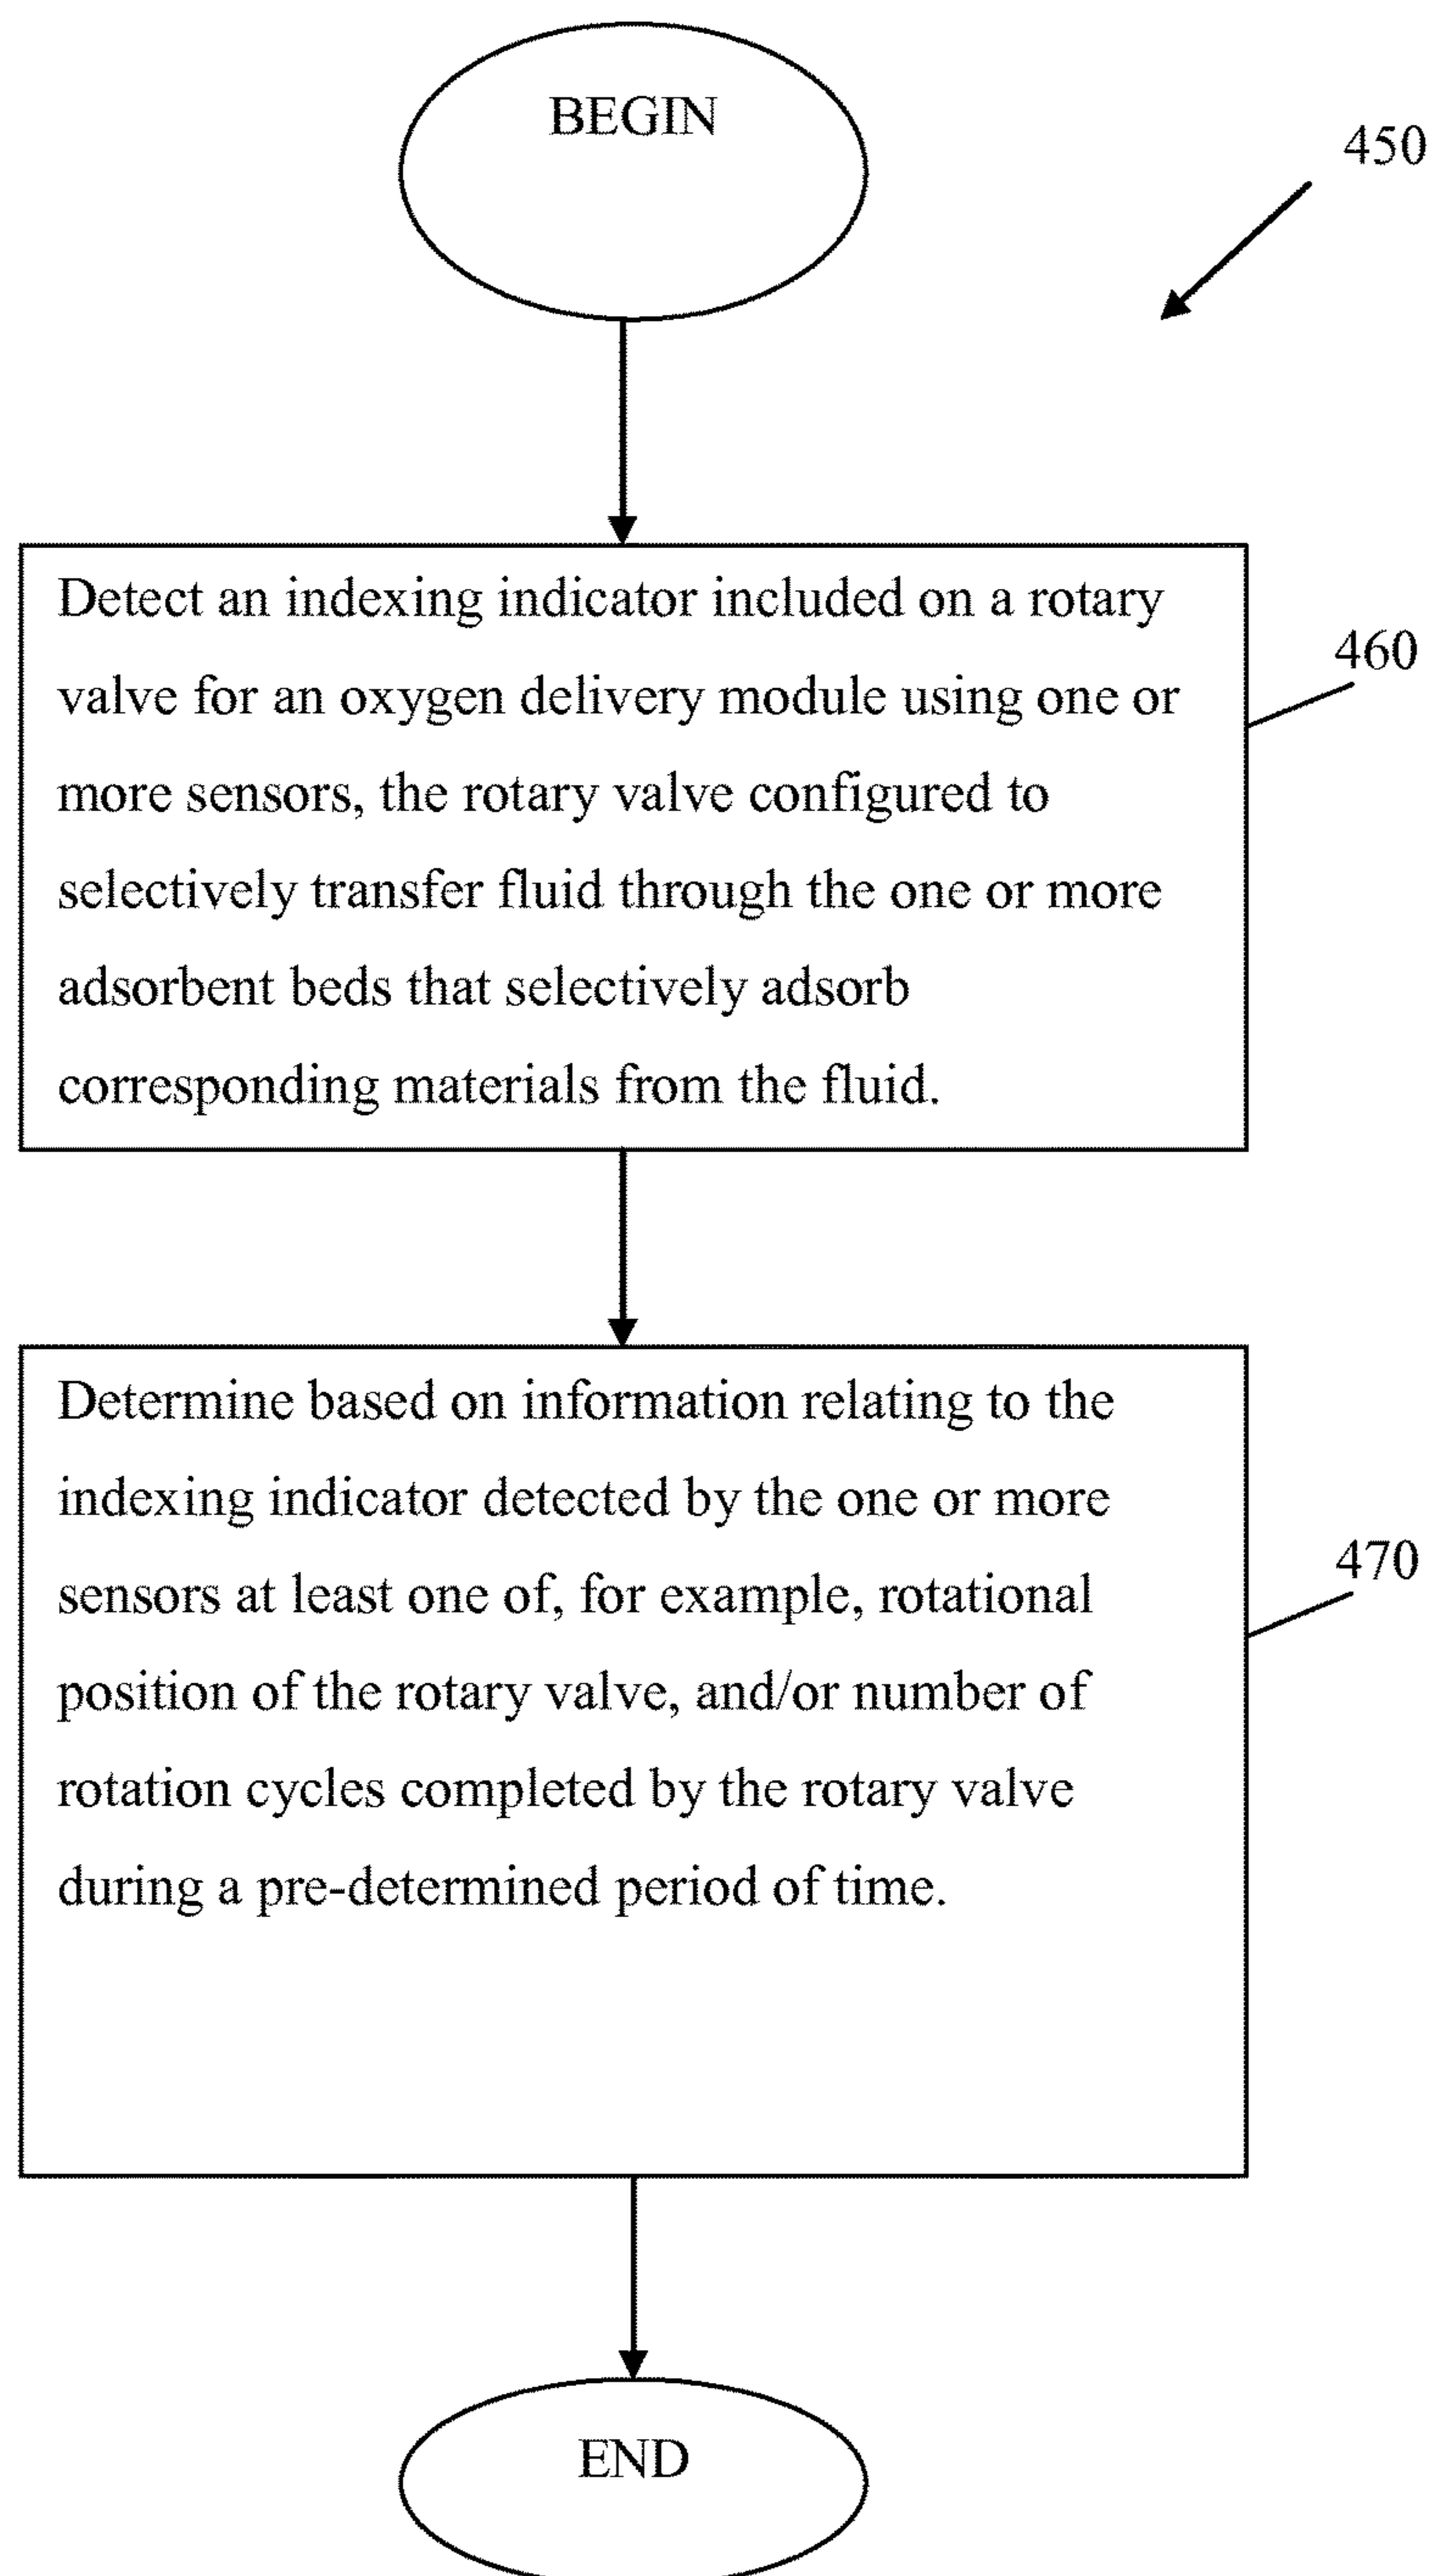 BEGIN
450
Detect an indexing indicator included on a rotary
valve for an oxygen delivery module using one or
more sensors, the rotary valve configured to
selectively transfer fluid through the one or more
adsorbent beds that selectively adsorb
corresponding materials from the fluid.
460
Determine based on information relating to the
indexing indicator detected by the one or more
sensors at least one of, for example, rotational
position of the rotary valve, and/or number of
rotation cycles completed by the rotary valve
during a pre-determined period of time.
470
END